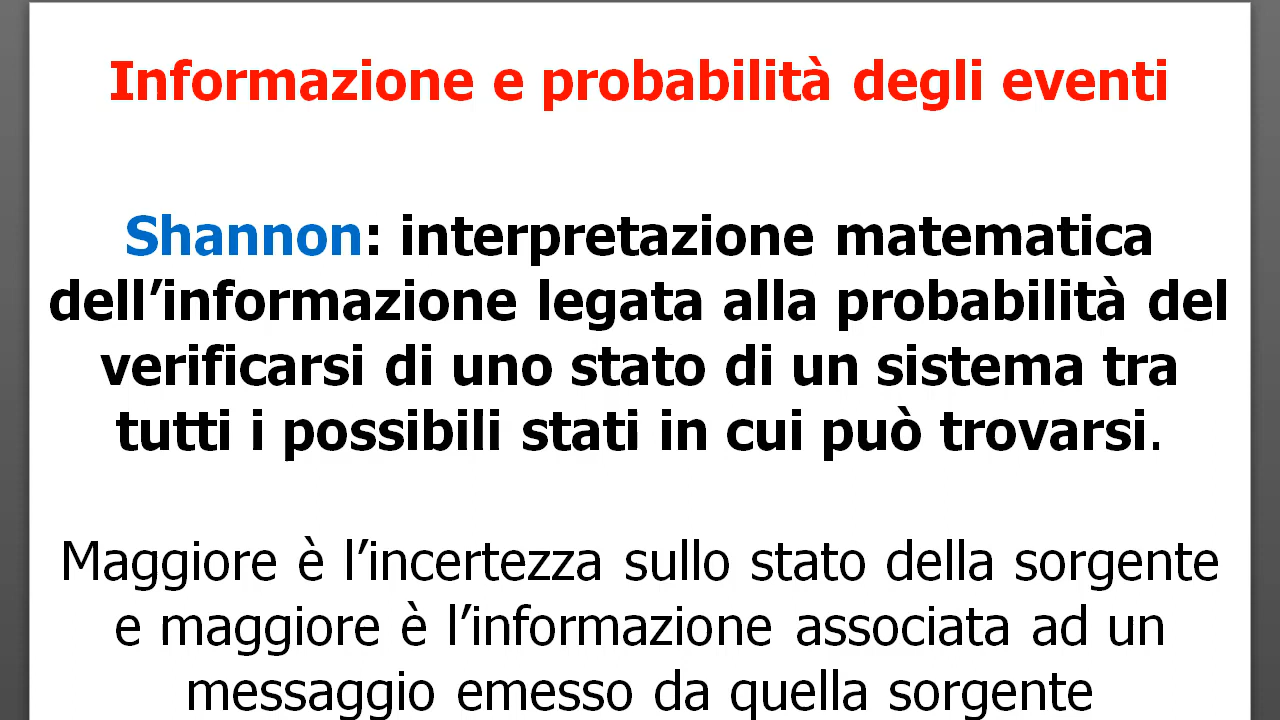 Informazione e probabilità degli eventi
Shannon: interpretazione matematica
dell’informazione legata alla probabilità del
verificarsi di uno stato di un sistema tra
tutti i possibili stati in cui può trovarsi.
Maggiore è l’incertezza sullo stato della sorgente
e maggiore è l’informazione associata ad un
messaggio emesso da quella sorgente